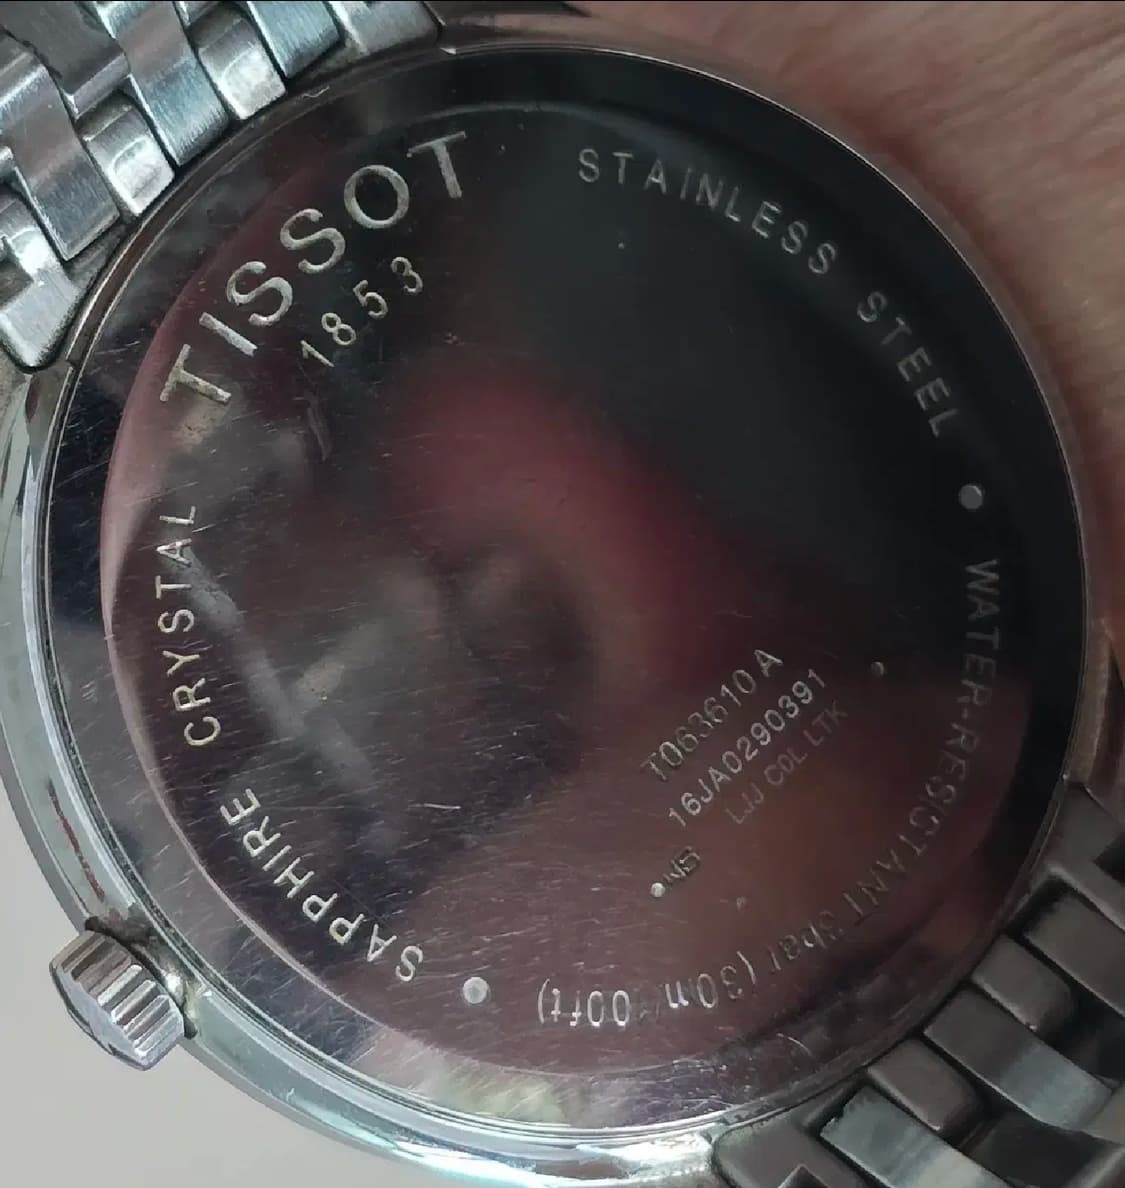 TISSOT
1853
STAINLESS STEEL • WATER-RESISTANT 3bar (30m/100ft) • SAPPHIRE CRYSTAL
T063610 A
16JA0290391
LJJ COL LTK